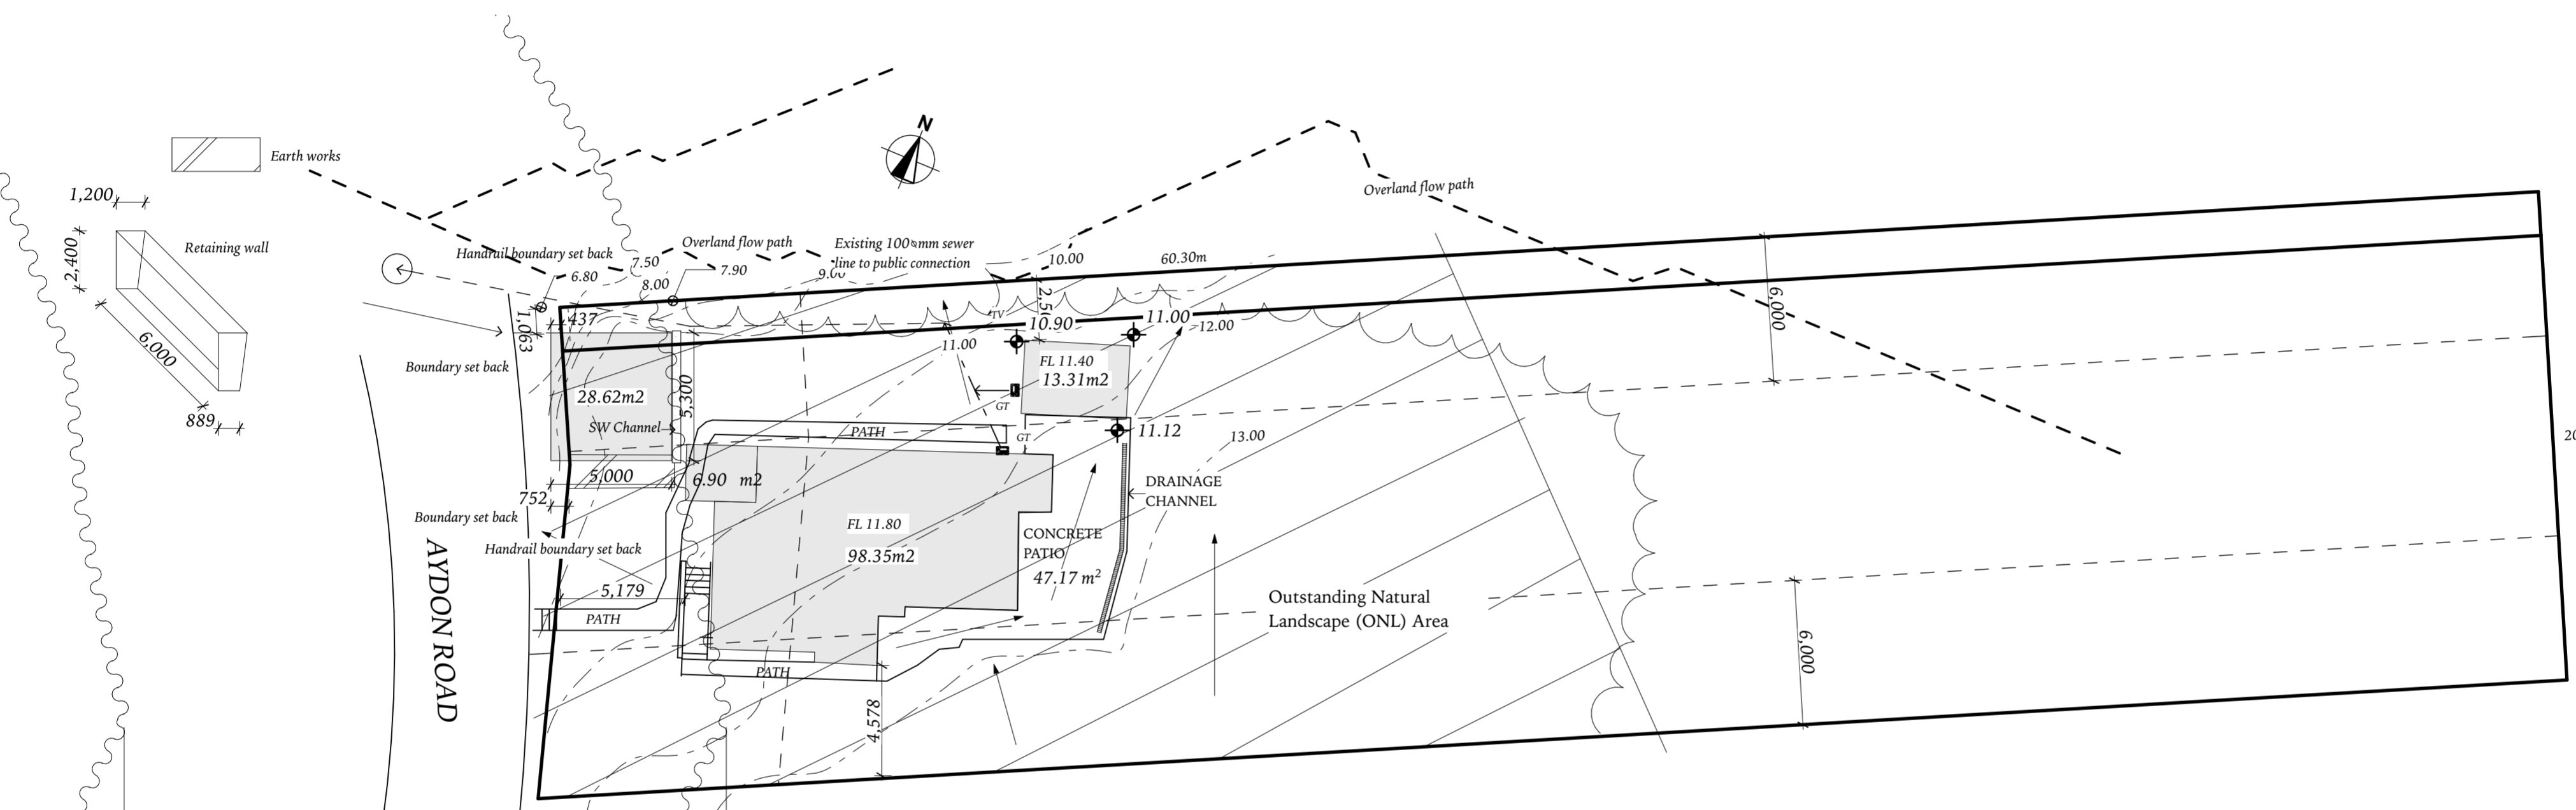 N
Earth works
1,200
2,400
Retaining wall
6,000
889
Handrail boundary set back
6.80
7.50
8.00
Overland flow path
7.90
Existing 100ømm sewer
line to public connection
9.00
10.00
60.30m
Overland flow path
1,063
437
Boundary set back
TV
10.90
11.00
12.00
11.00
FL 11.40
13.31m2
6,000
28.62m2
5,300
GT
SW Channel
PATH
GT
11.12
13.00
20
5,000
6.90 m2
DRAINAGE
CHANNEL
752
Boundary set back
FL 11.80
98.35m2
CONCRETE
PATIO
47.17 m²
Handrail boundary set back
5,179
PATH
AYDON ROAD
Outstanding Natural
Landscape (ONL) Area
6,000
PATH
4,578